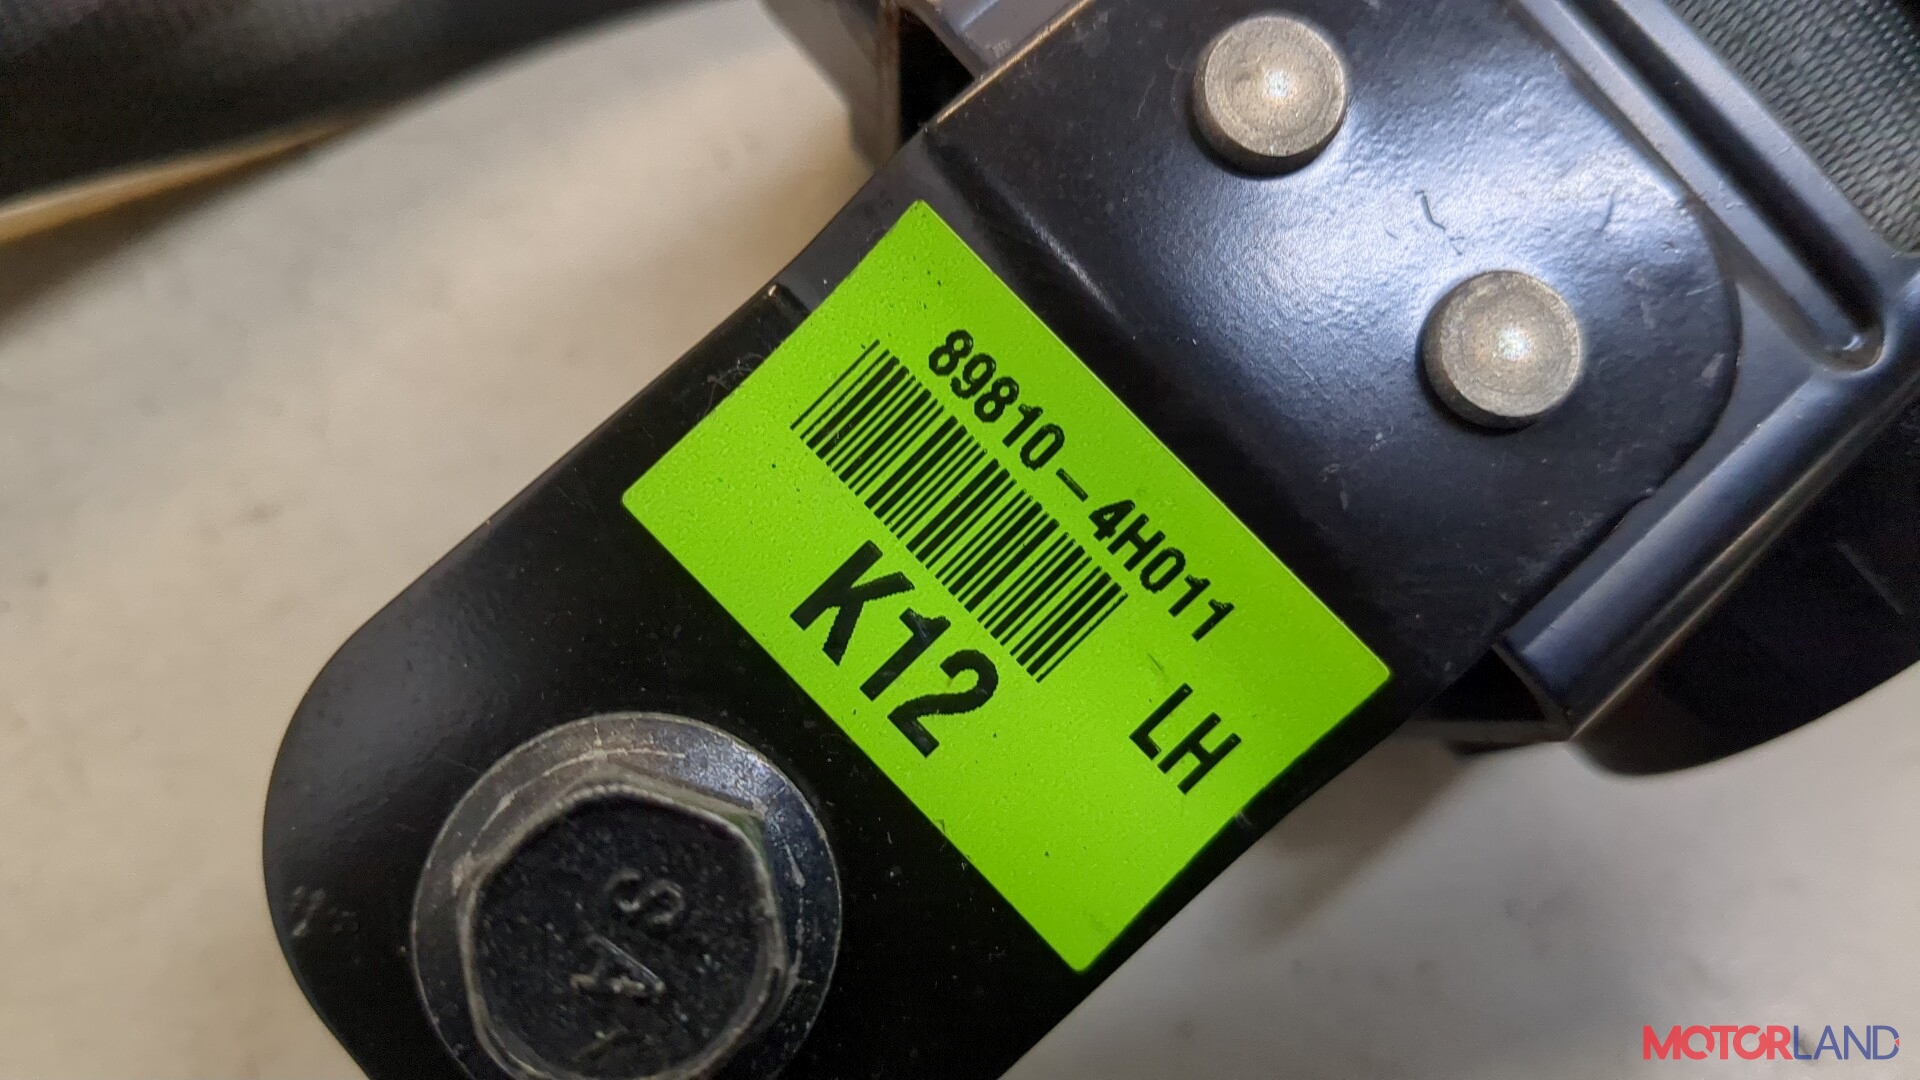 89810-4H011
K12
LH
S
A
MOTORLAND